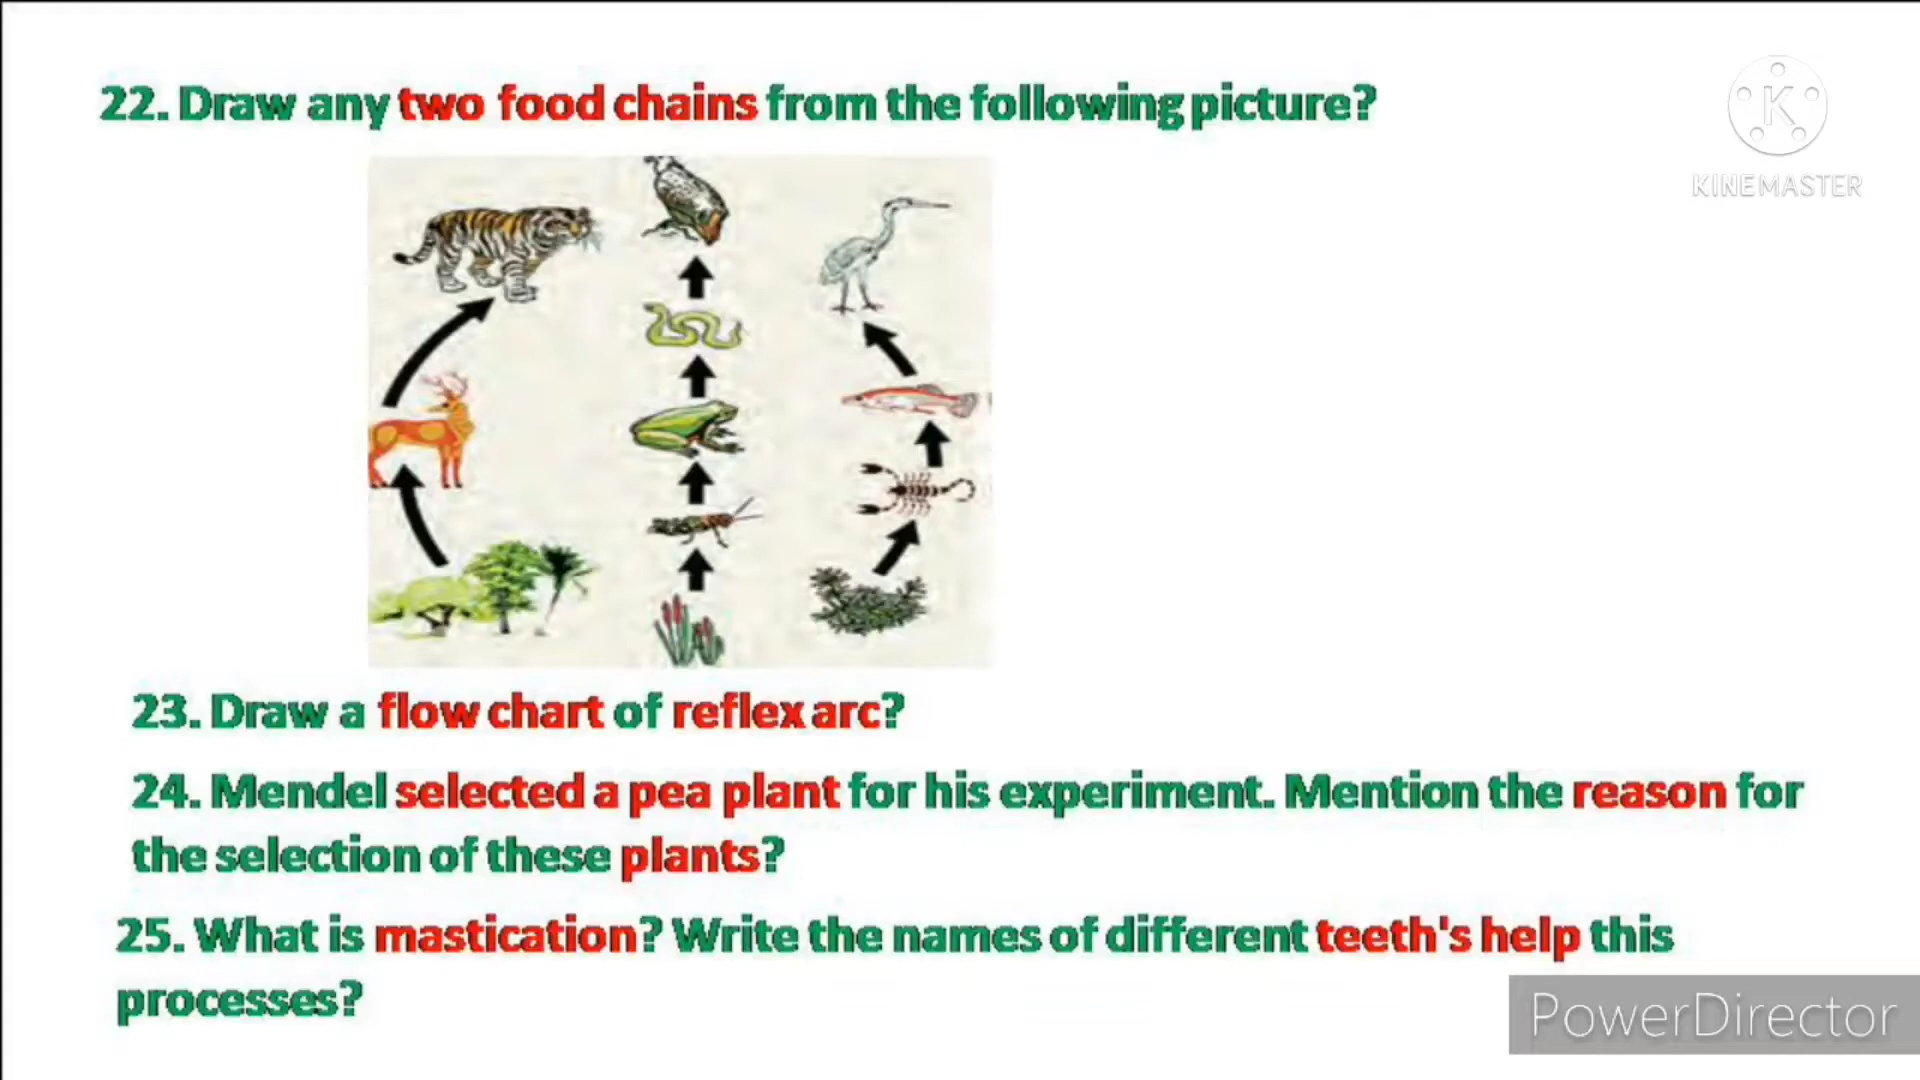 22. Draw any two food chains from the following picture?
K
KINEMASTER
23. Draw a flow chart of reflex arc?
24. Mendel selected a pea plant for his experiment. Mention the reason for
the selection of these plants?
25. What is mastication? Write the names of different teeth's help this
processes?
PowerDirector